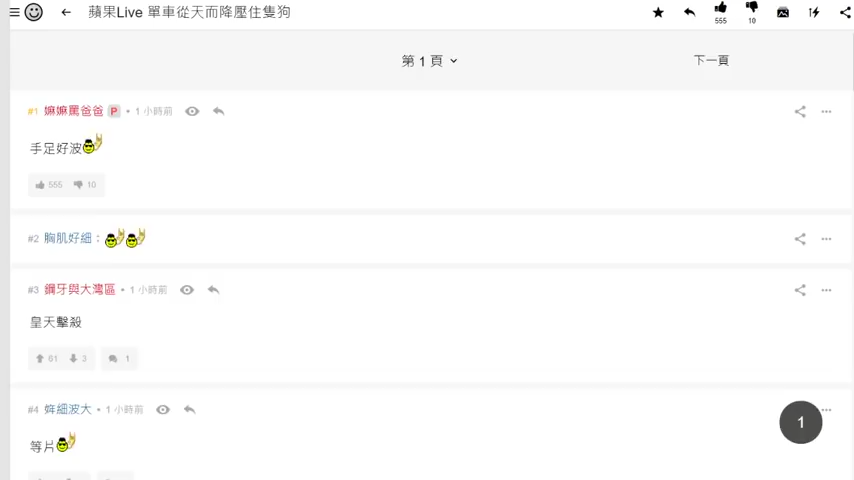 蘋果Live 單車從天而降壓住隻狗
555
10
第 1 頁
下一頁
#1 嫲嫲罵爸爸 P • 1 小時前
手足好波
555 10
#2 胸肌好細：
#3 鋼牙與大灣區 • 1 小時前
皇天擊殺
61 3 1
#4 姩細波大 • 1 小時前
等片
1